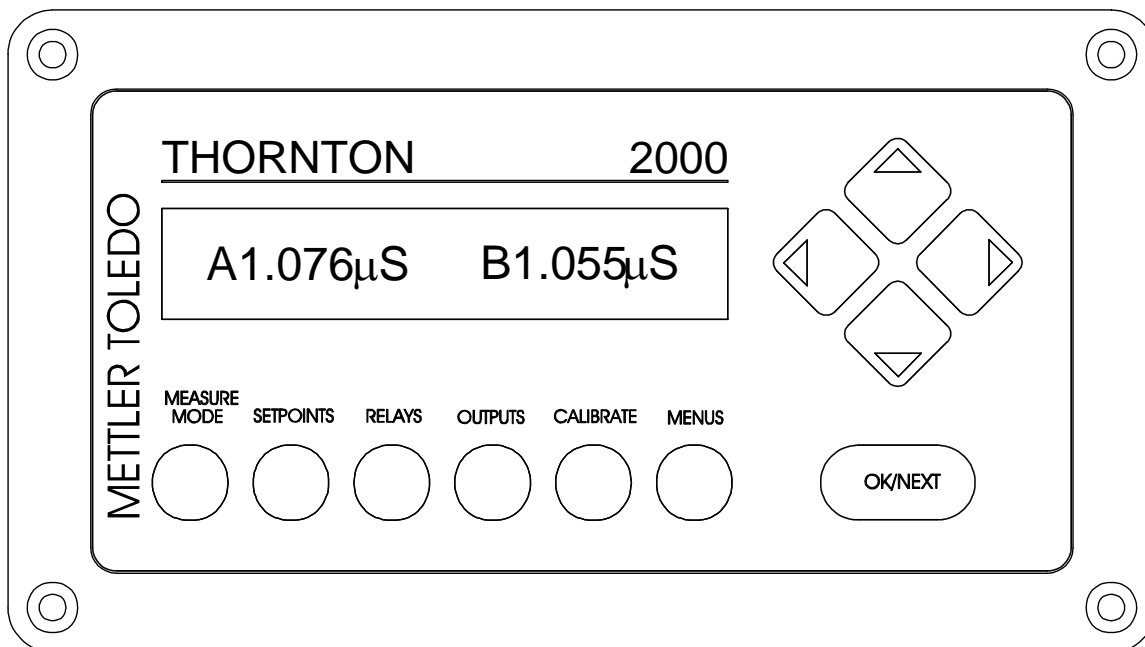 THORNTON 2000
METTLER TOLEDO
A1.076μS B1.055μS
MEASURE MODE
SETPOINTS
RELAYS
OUTPUTS
CALIBRATE
MENUS
OK/NEXT